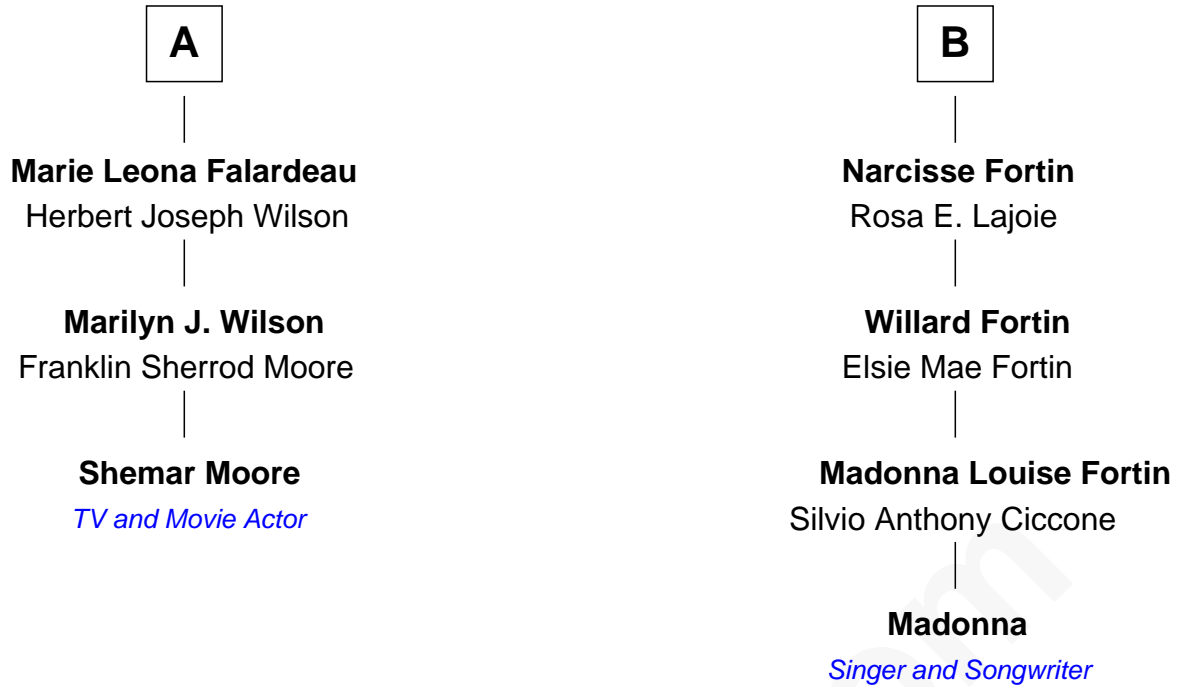 A
Marie Leona Falardeau
Herbert Joseph Wilson
Marilyn J. Wilson
Franklin Sherrod Moore
Shemar Moore
TV and Movie Actor
B
Narcisse Fortin
Rosa E. Lajoie
Willard Fortin
Elsie Mae Fortin
Madonna Louise Fortin
Silvio Anthony Ciccone
Madonna
Singer and Songwriter